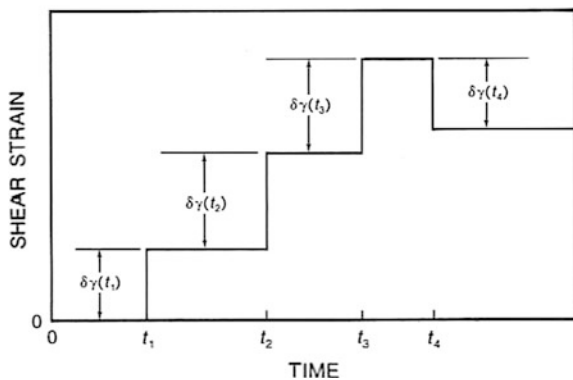 SHEAR STRAIN
δγ(t₃)
δγ(t₄)
δγ(t₂)
δγ(t₁)
0
0
t₁
t₂
t₃
t₄
TIME